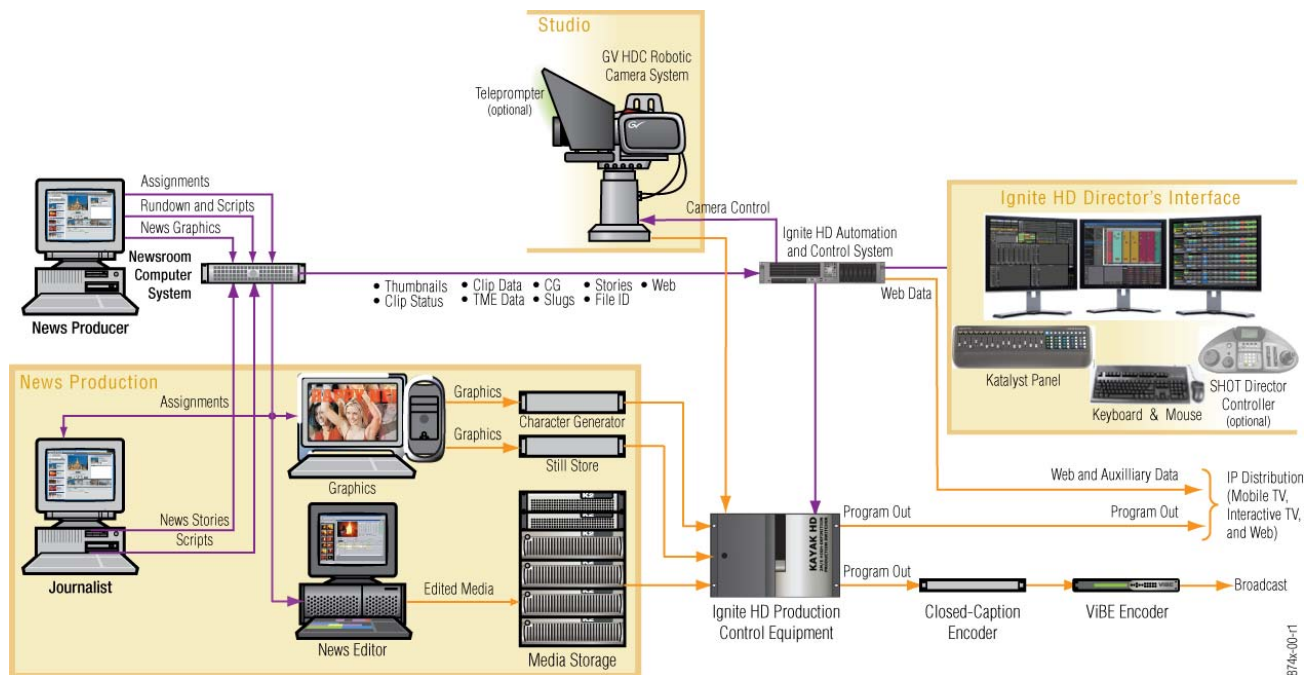 Studio
GV HDC Robotic
Camera System
Teleprompter
(optional)
Assignments
Rundown and Scripts
News Graphics
Newsroom
Computer
System
News Producer
• Thumbnails • Clip Data • CG • Stories • Web
• Clip Status • TME Data • Slugs • File ID
Camera Control
Ignite HD Automation
and Control System
Web Data
Ignite HD Director's Interface
Katalyst Panel
Keyboard & Mouse
SHOT Director
Controller
(optional)
News Production
Assignments
HAPPY
Graphics
Graphics
Character Generator
Still Store
Graphics
News Stories
Scripts
Journalist
Edited Media
News Editor
K2
Media Storage
KAYAK HD
Ignite HD Production
Control Equipment
Web and Auxilliary Data
Program Out
Program Out
IP Distribution
(Mobile TV,
Interactive TV,
and Web)
Program Out
Closed-Caption
Encoder
ViBE Encoder
Broadcast
874x-00-r1